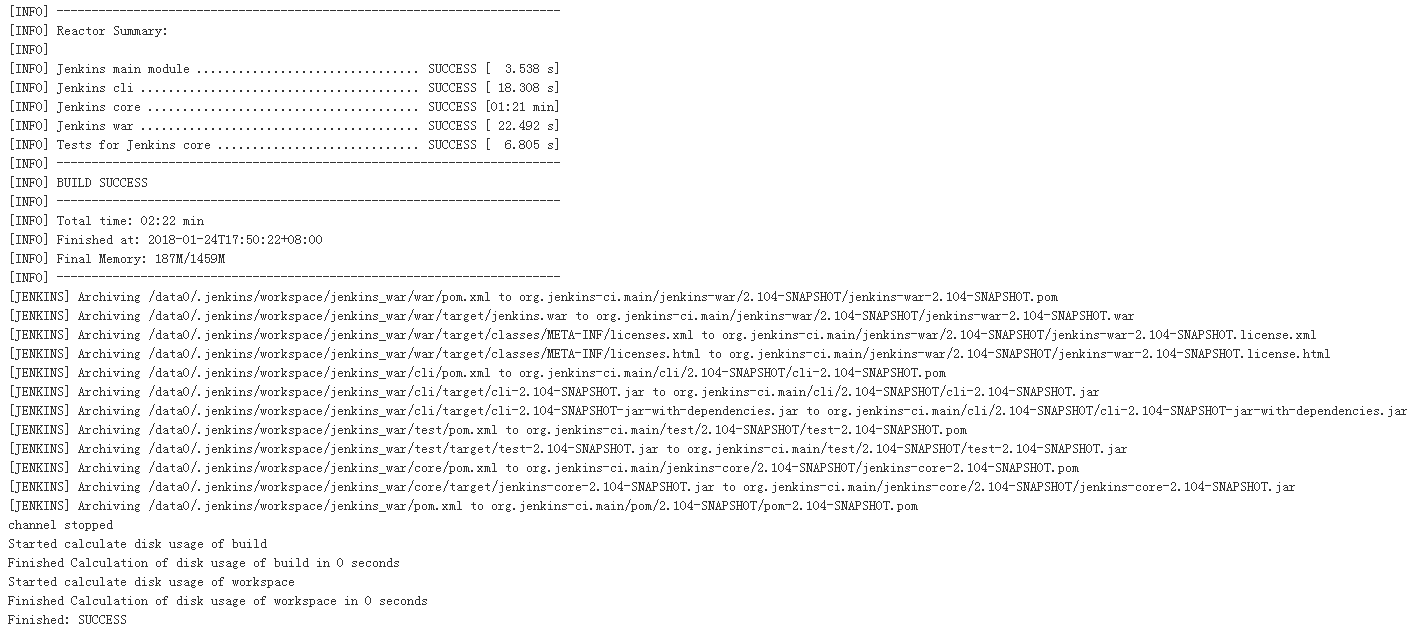 [INFO] ------------------------------------------------------------------------
[INFO] Reactor Summary:
[INFO]
[INFO] Jenkins main module ................................ SUCCESS [  3.538 s]
[INFO] Jenkins cli ........................................ SUCCESS [ 18.308 s]
[INFO] Jenkins core ....................................... SUCCESS [01:21 min]
[INFO] Jenkins war ........................................ SUCCESS [ 22.492 s]
[INFO] Tests for Jenkins core ............................. SUCCESS [  6.805 s]
[INFO] ------------------------------------------------------------------------
[INFO] BUILD SUCCESS
[INFO] ------------------------------------------------------------------------
[INFO] Total time: 02:22 min
[INFO] Finished at: 2018-01-24T17:50:22+08:00
[INFO] Final Memory: 187M/1459M
[INFO] ------------------------------------------------------------------------
[JENKINS] Archiving /data0/.jenkins/workspace/jenkins_war/war/pom.xml to org.jenkins-ci.main/jenkins-war/2.104-SNAPSHOT/jenkins-war-2.104-SNAPSHOT.pom
[JENKINS] Archiving /data0/.jenkins/workspace/jenkins_war/war/target/jenkins.war to org.jenkins-ci.main/jenkins-war/2.104-SNAPSHOT/jenkins-war-2.104-SNAPSHOT.war
[JENKINS] Archiving /data0/.jenkins/workspace/jenkins_war/war/target/classes/META-INF/licenses.xml to org.jenkins-ci.main/jenkins-war/2.104-SNAPSHOT/jenkins-war-2.104-SNAPSHOT.license.xml
[JENKINS] Archiving /data0/.jenkins/workspace/jenkins_war/war/target/classes/META-INF/licenses.html to org.jenkins-ci.main/jenkins-war/2.104-SNAPSHOT/jenkins-war-2.104-SNAPSHOT.license.html
[JENKINS] Archiving /data0/.jenkins/workspace/jenkins_war/cli/pom.xml to org.jenkins-ci.main/cli/2.104-SNAPSHOT/cli-2.104-SNAPSHOT.pom
[JENKINS] Archiving /data0/.jenkins/workspace/jenkins_war/cli/target/cli-2.104-SNAPSHOT.jar to org.jenkins-ci.main/cli/2.104-SNAPSHOT/cli-2.104-SNAPSHOT.jar
[JENKINS] Archiving /data0/.jenkins/workspace/jenkins_war/cli/target/cli-2.104-SNAPSHOT-jar-with-dependencies.jar to org.jenkins-ci.main/cli/2.104-SNAPSHOT/cli-2.104-SNAPSHOT-jar-with-dependencies.jar
[JENKINS] Archiving /data0/.jenkins/workspace/jenkins_war/test/pom.xml to org.jenkins-ci.main/test/2.104-SNAPSHOT/test-2.104-SNAPSHOT.pom
[JENKINS] Archiving /data0/.jenkins/workspace/jenkins_war/test/target/test-2.104-SNAPSHOT.jar to org.jenkins-ci.main/test/2.104-SNAPSHOT/test-2.104-SNAPSHOT.jar
[JENKINS] Archiving /data0/.jenkins/workspace/jenkins_war/core/pom.xml to org.jenkins-ci.main/jenkins-core/2.104-SNAPSHOT/jenkins-core-2.104-SNAPSHOT.pom
[JENKINS] Archiving /data0/.jenkins/workspace/jenkins_war/core/target/jenkins-core-2.104-SNAPSHOT.jar to org.jenkins-ci.main/jenkins-core/2.104-SNAPSHOT/jenkins-core-2.104-SNAPSHOT.jar
[JENKINS] Archiving /data0/.jenkins/workspace/jenkins_war/pom.xml to org.jenkins-ci.main/pom/2.104-SNAPSHOT/pom-2.104-SNAPSHOT.pom
channel stopped
Started calculate disk usage of build
Finished Calculation of disk usage of build in 0 seconds
Started calculate disk usage of workspace
Finished Calculation of disk usage of workspace in 0 seconds
Finished: SUCCESS